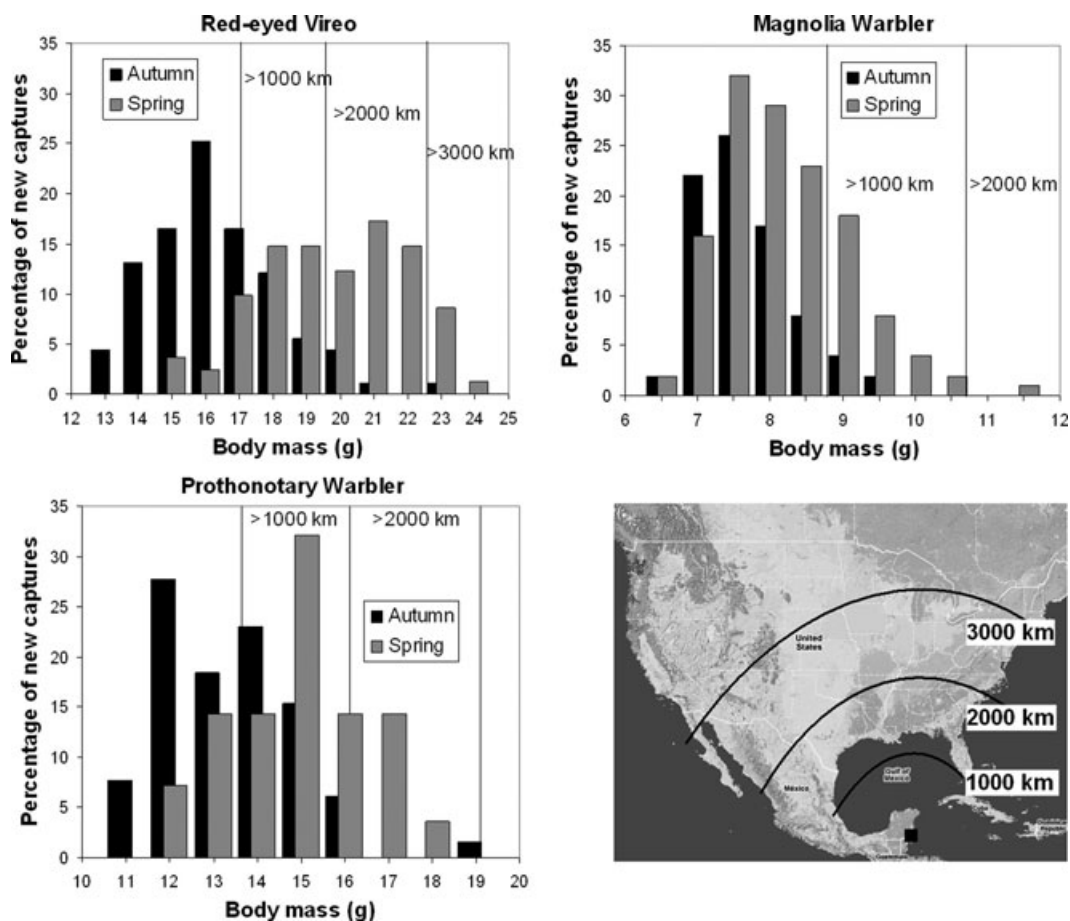 Red-eyed Vireo
Percentage of new captures
35
30
25
20
15
10
5
0
Autumn
Spring
>1000 km
>2000 km
>3000 km
12 13 14 15 16 17 18 19 20 21 22 23 24 25
Body mass (g)
Magnolia Warbler
Percentage of new captures
35
30
25
20
15
10
5
0
Autumn
Spring
>1000 km
>2000 km
6 7 8 9 10 11 12
Body mass (g)
Prothonotary Warbler
Percentage of new captures
35
30
25
20
15
10
5
0
>1000 km
>2000 km
Autumn
Spring
10 11 12 13 14 15 16 17 18 19 20
Body mass (g)
United
States
3000 km
2000 km
Gulf of
Mexico
1000 km
México